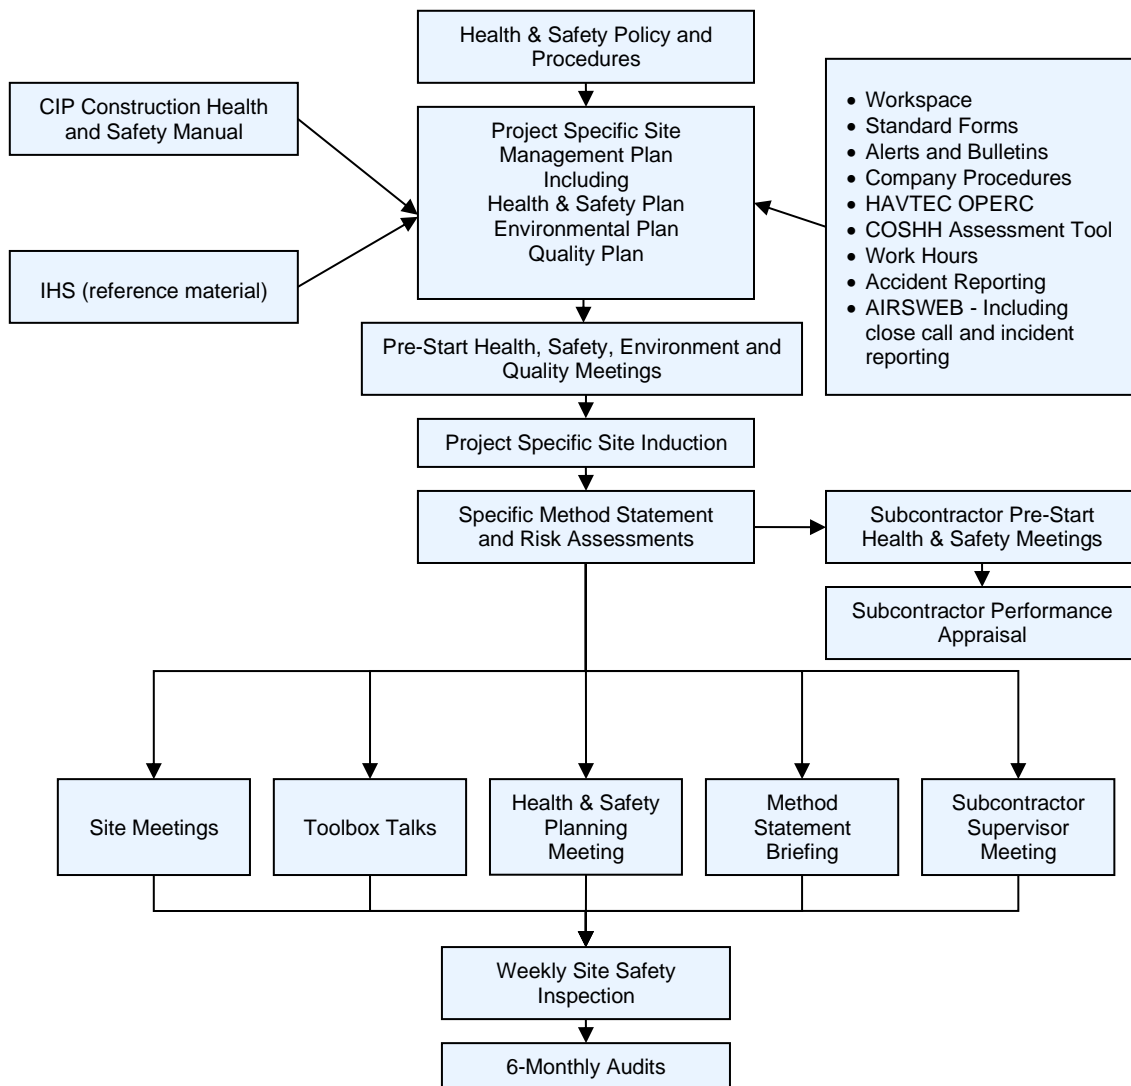 Health & Safety Policy and
Procedures
CIP Construction Health
and Safety Manual
IHS (reference material)
Project Specific Site
Management Plan
Including
Health & Safety Plan
Environmental Plan
Quality Plan
• Workspace
• Standard Forms
• Alerts and Bulletins
• Company Procedures
• HAVTEC OPERC
• COSHH Assessment Tool
• Work Hours
• Accident Reporting
• AIRSWEB - Including
close call and incident
reporting
Pre-Start Health, Safety, Environment and
Quality Meetings
Project Specific Site Induction
Specific Method Statement
and Risk Assessments
Subcontractor Pre-Start
Health & Safety Meetings
Subcontractor Performance
Appraisal
Site Meetings
Toolbox Talks
Health & Safety
Planning
Meeting
Method
Statement
Briefing
Subcontractor
Supervisor
Meeting
Weekly Site Safety
Inspection
6-Monthly Audits